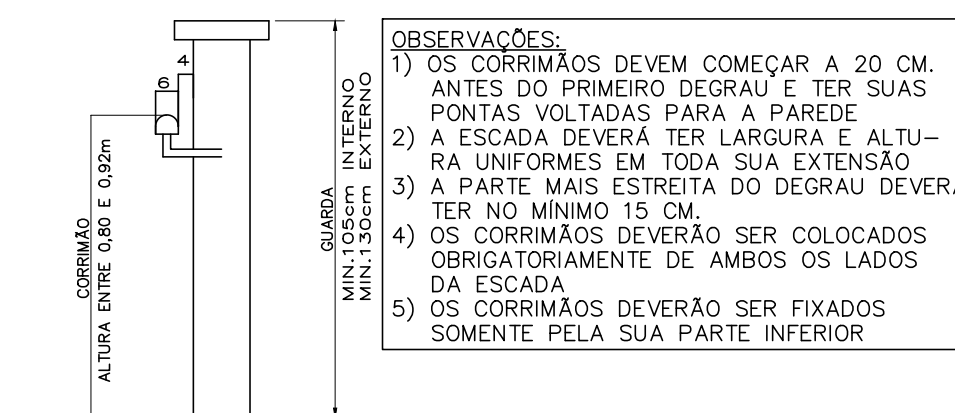 4
6
CORRIMÃO
ALTURA ENTRE 0,80 E 0,92m
GUARDA
MIN.105cm INTERNO
MIN.130cm EXTERNO
OBSERVAÇÕES:
1) OS CORRIMÃOS DEVEM COMEÇAR A 20 CM.
ANTES DO PRIMEIRO DEGRAU E TER SUAS
PONTAS VOLTADAS PARA A PAREDE
2) A ESCADA DEVERÁ TER LARGURA E ALTU–
RA UNIFORMES EM TODA SUA EXTENSÃO
3) A PARTE MAIS ESTREITA DO DEGRAU DEVERÁ
TER NO MÍNIMO 15 CM.
4) OS CORRIMÃOS DEVERÃO SER COLOCADOS
OBRIGATORIAMENTE DE AMBOS OS LADOS
DA ESCADA
5) OS CORRIMÃOS DEVERÃO SER FIXADOS
SOMENTE PELA SUA PARTE INFERIOR